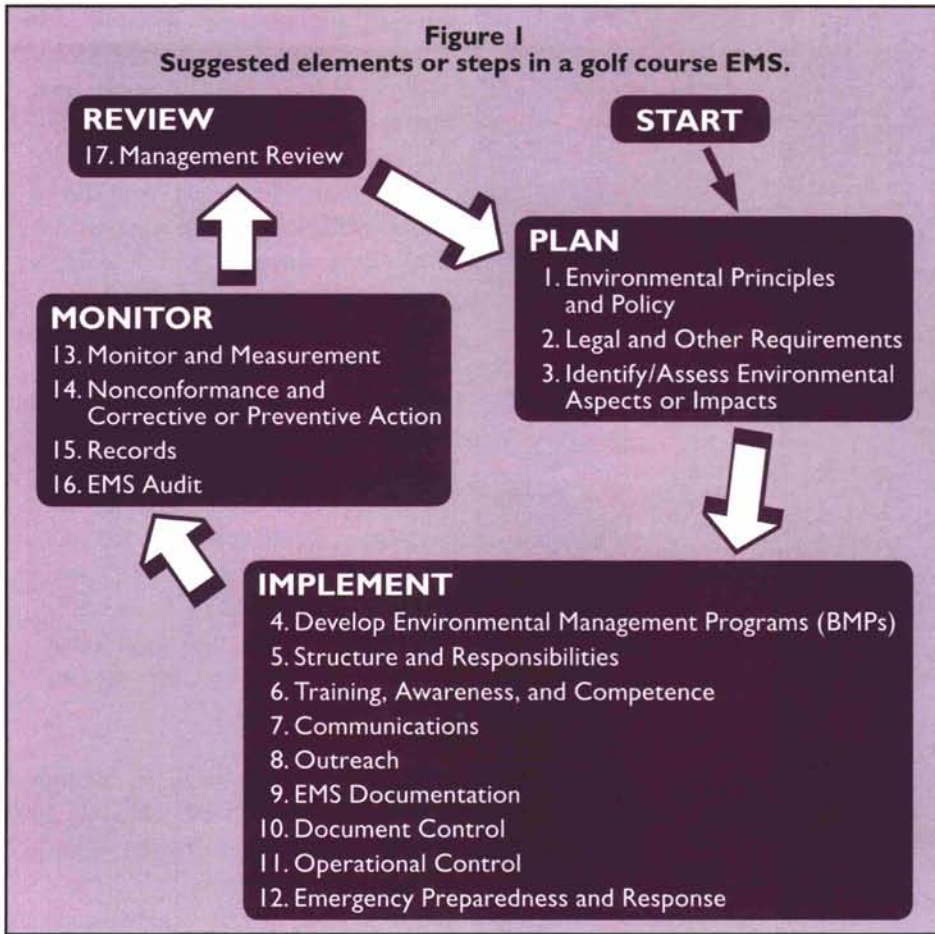 Figure 1
Suggested elements or steps in a golf course EMS.
START
PLAN
1. Environmental Principles
and Policy
2. Legal and Other Requirements
3. Identify/Assess Environmental
Aspects or Impacts
IMPLEMENT
4. Develop Environmental Management Programs (BMPs)
5. Structure and Responsibilities
6. Training, Awareness, and Competence
7. Communications
8. Outreach
9. EMS Documentation
10. Document Control
11. Operational Control
12. Emergency Preparedness and Response
MONITOR
13. Monitor and Measurement
14. Nonconformance and
Corrective or Preventive Action
15. Records
16. EMS Audit
REVIEW
17. Management Review